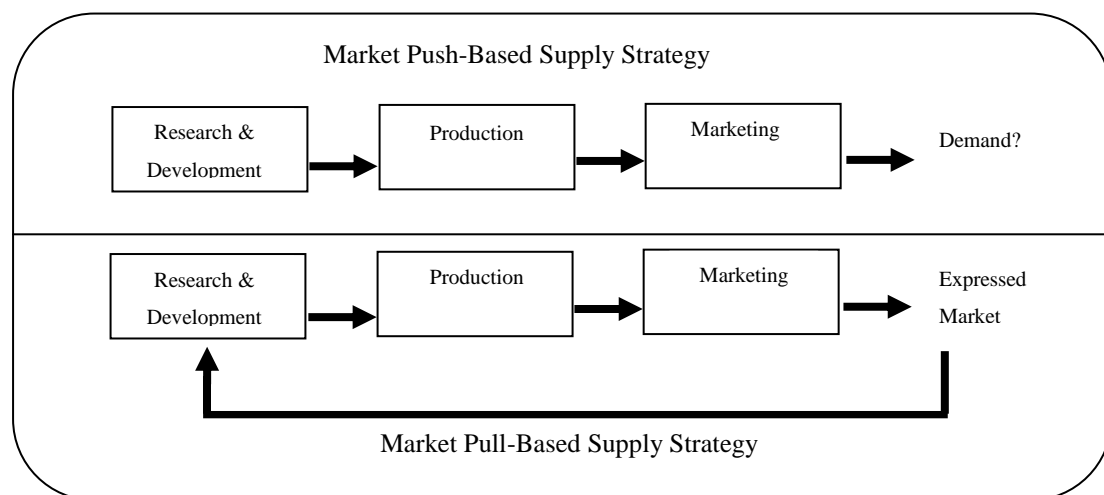 Market Push-Based Supply Strategy
Research &
Development
Production
Marketing
Demand?
Research &
Development
Production
Marketing
Expressed
Market
Market Pull-Based Supply Strategy